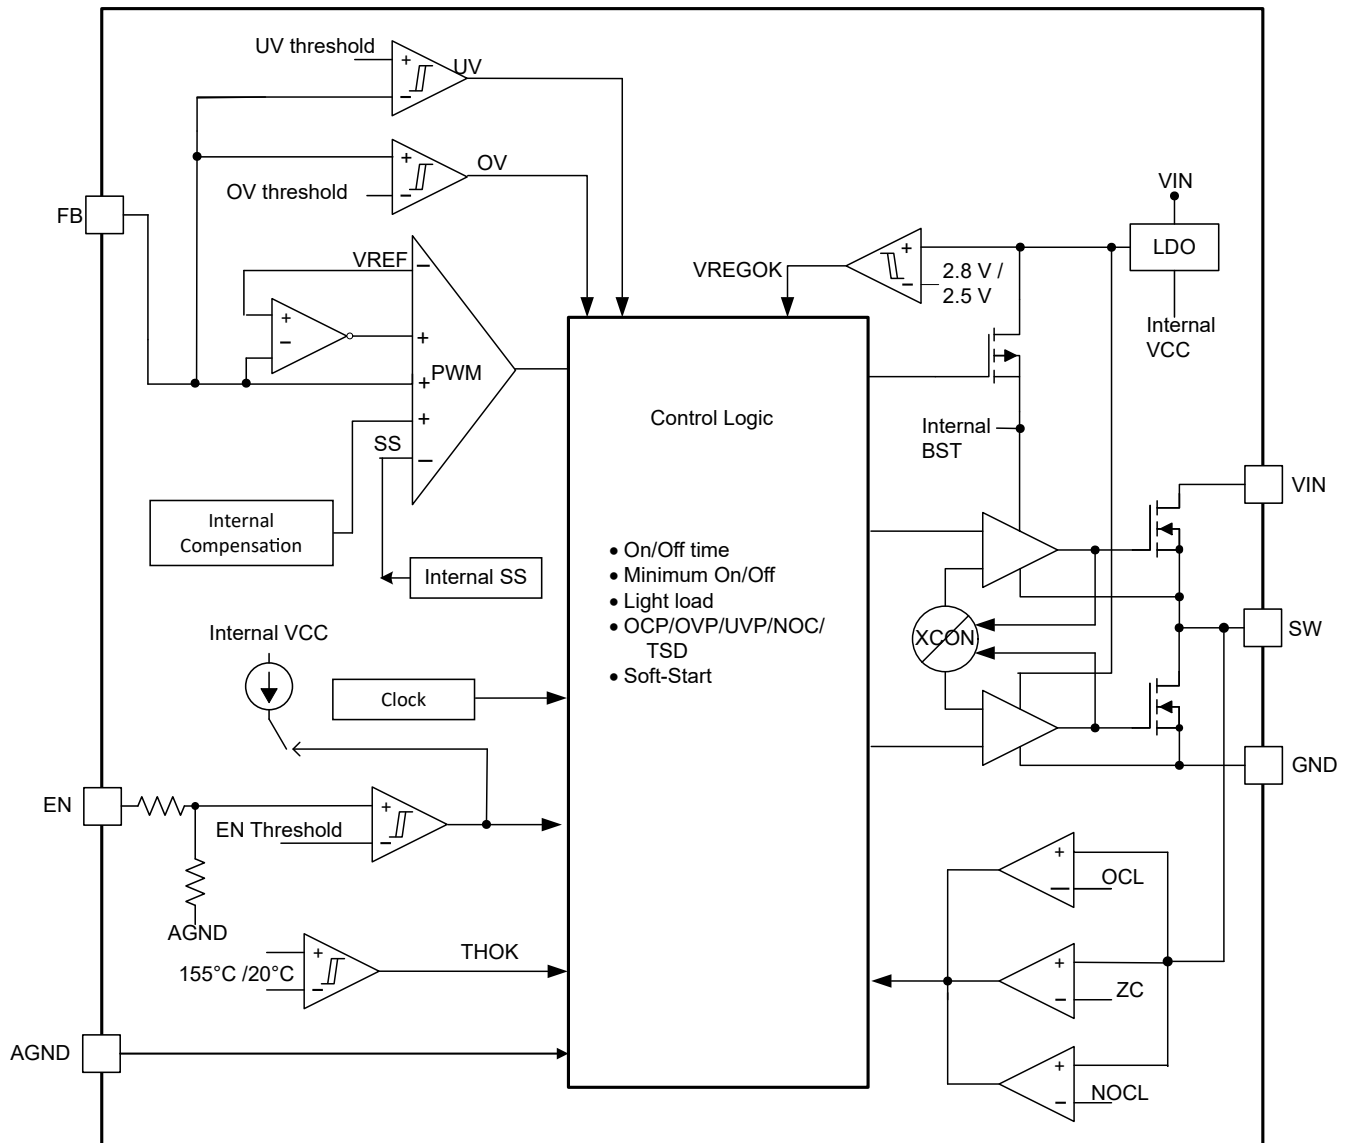 UV threshold
+
−
UV
+
−
OV
OV threshold
FB
VREF
−
+
−
+
+
PWM
+
SS
−
Internal
Compensation
Internal SS
VREGOK
+
−
2.8 V /
2.5 V
VIN
LDO
Internal
VCC
Internal
BST
Control Logic
• On/Off time
• Minimum On/Off
• Light load
• OCP/OVP/UVP/NOC/
TSD
• Soft-Start
VIN
XCON
SW
GND
Internal VCC
Clock
EN
+
−
EN Threshold
AGND
+
−
155°C /20°C
THOK
AGND
+
−
OCL
+
−
ZC
+
−
NOCL